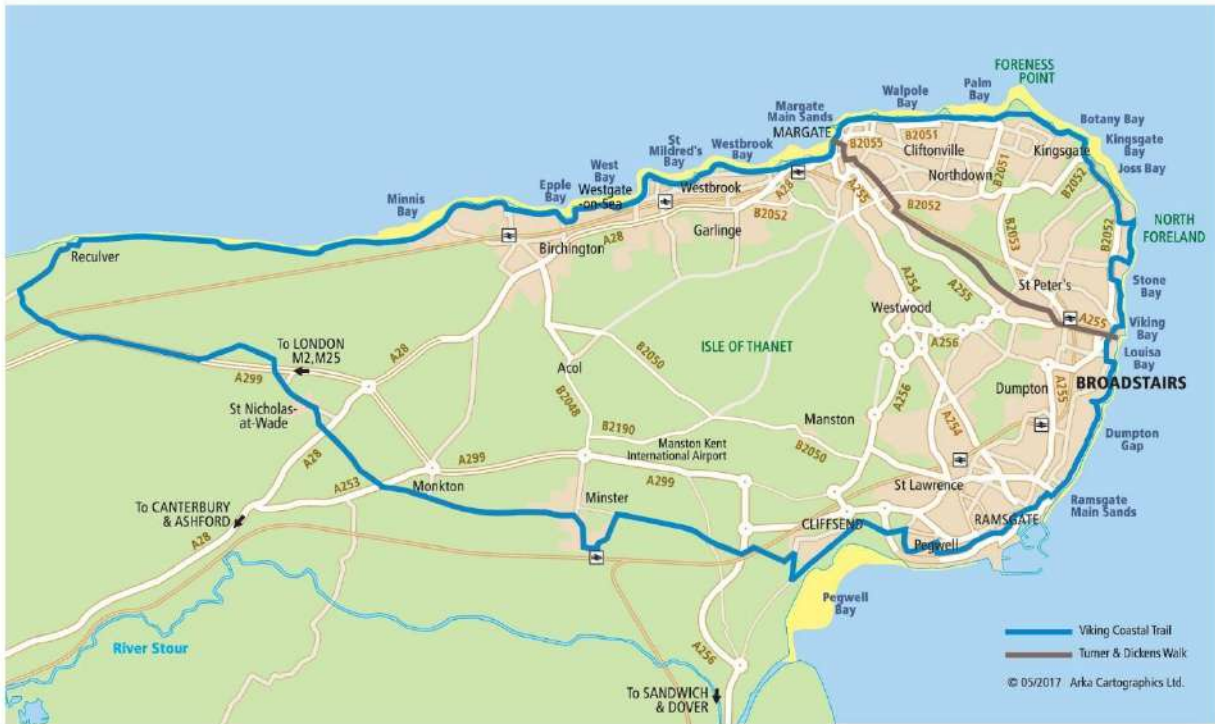 FORENESS
POINT
Palm
Bay
Walpole
Bay
Margate
Main Sands
MARGATE
Botany Bay
Kingsgate
Bay
Joss Bay
B2051
B2055
Cliftonville
Kingsgate
St
Mildred's
Bay
Westbrook
Bay
West
Bay
Westgate
-on-Sea
Westbrook
Epple
Bay
Minnis
Bay
Northdown
B2051
B2052
A28
A255
B2052
B2052
B2053
B2052
NORTH
FORELAND
Garlinge
A28
Birchington
Reculver
St Peter's
Stone
Bay
A254
A255
Westwood
A255
Viking
Bay
A256
Louisa
Bay
To LONDON
M2,M25
A28
ISLE OF THANET
B2050
Acol
A299
Dumpton
A255
BROADSTAIRS
A256
St Nicholas-
at-Wade
B2048
Manston
A254
Dumpton
Gap
B2190
Manston Kent
International Airport
B2050
A28
A299
A299
A253
Monkton
Minster
St Lawrence
Ramsgate
Main Sands
To CANTERBURY
& ASHFORD
CLIFFSEND
RAMSGATE
Pegwell
A28
Pegwell
Bay
River Stour
A256
Viking Coastal Trail
Turner & Dickens Walk
© 05/2017 Arka Cartographics Ltd.
To SANDWICH
& DOVER